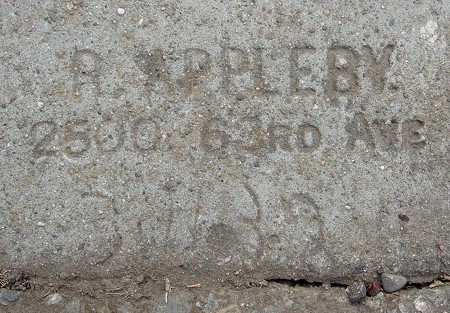 R. APPLEBY.
2500 63RD AVE